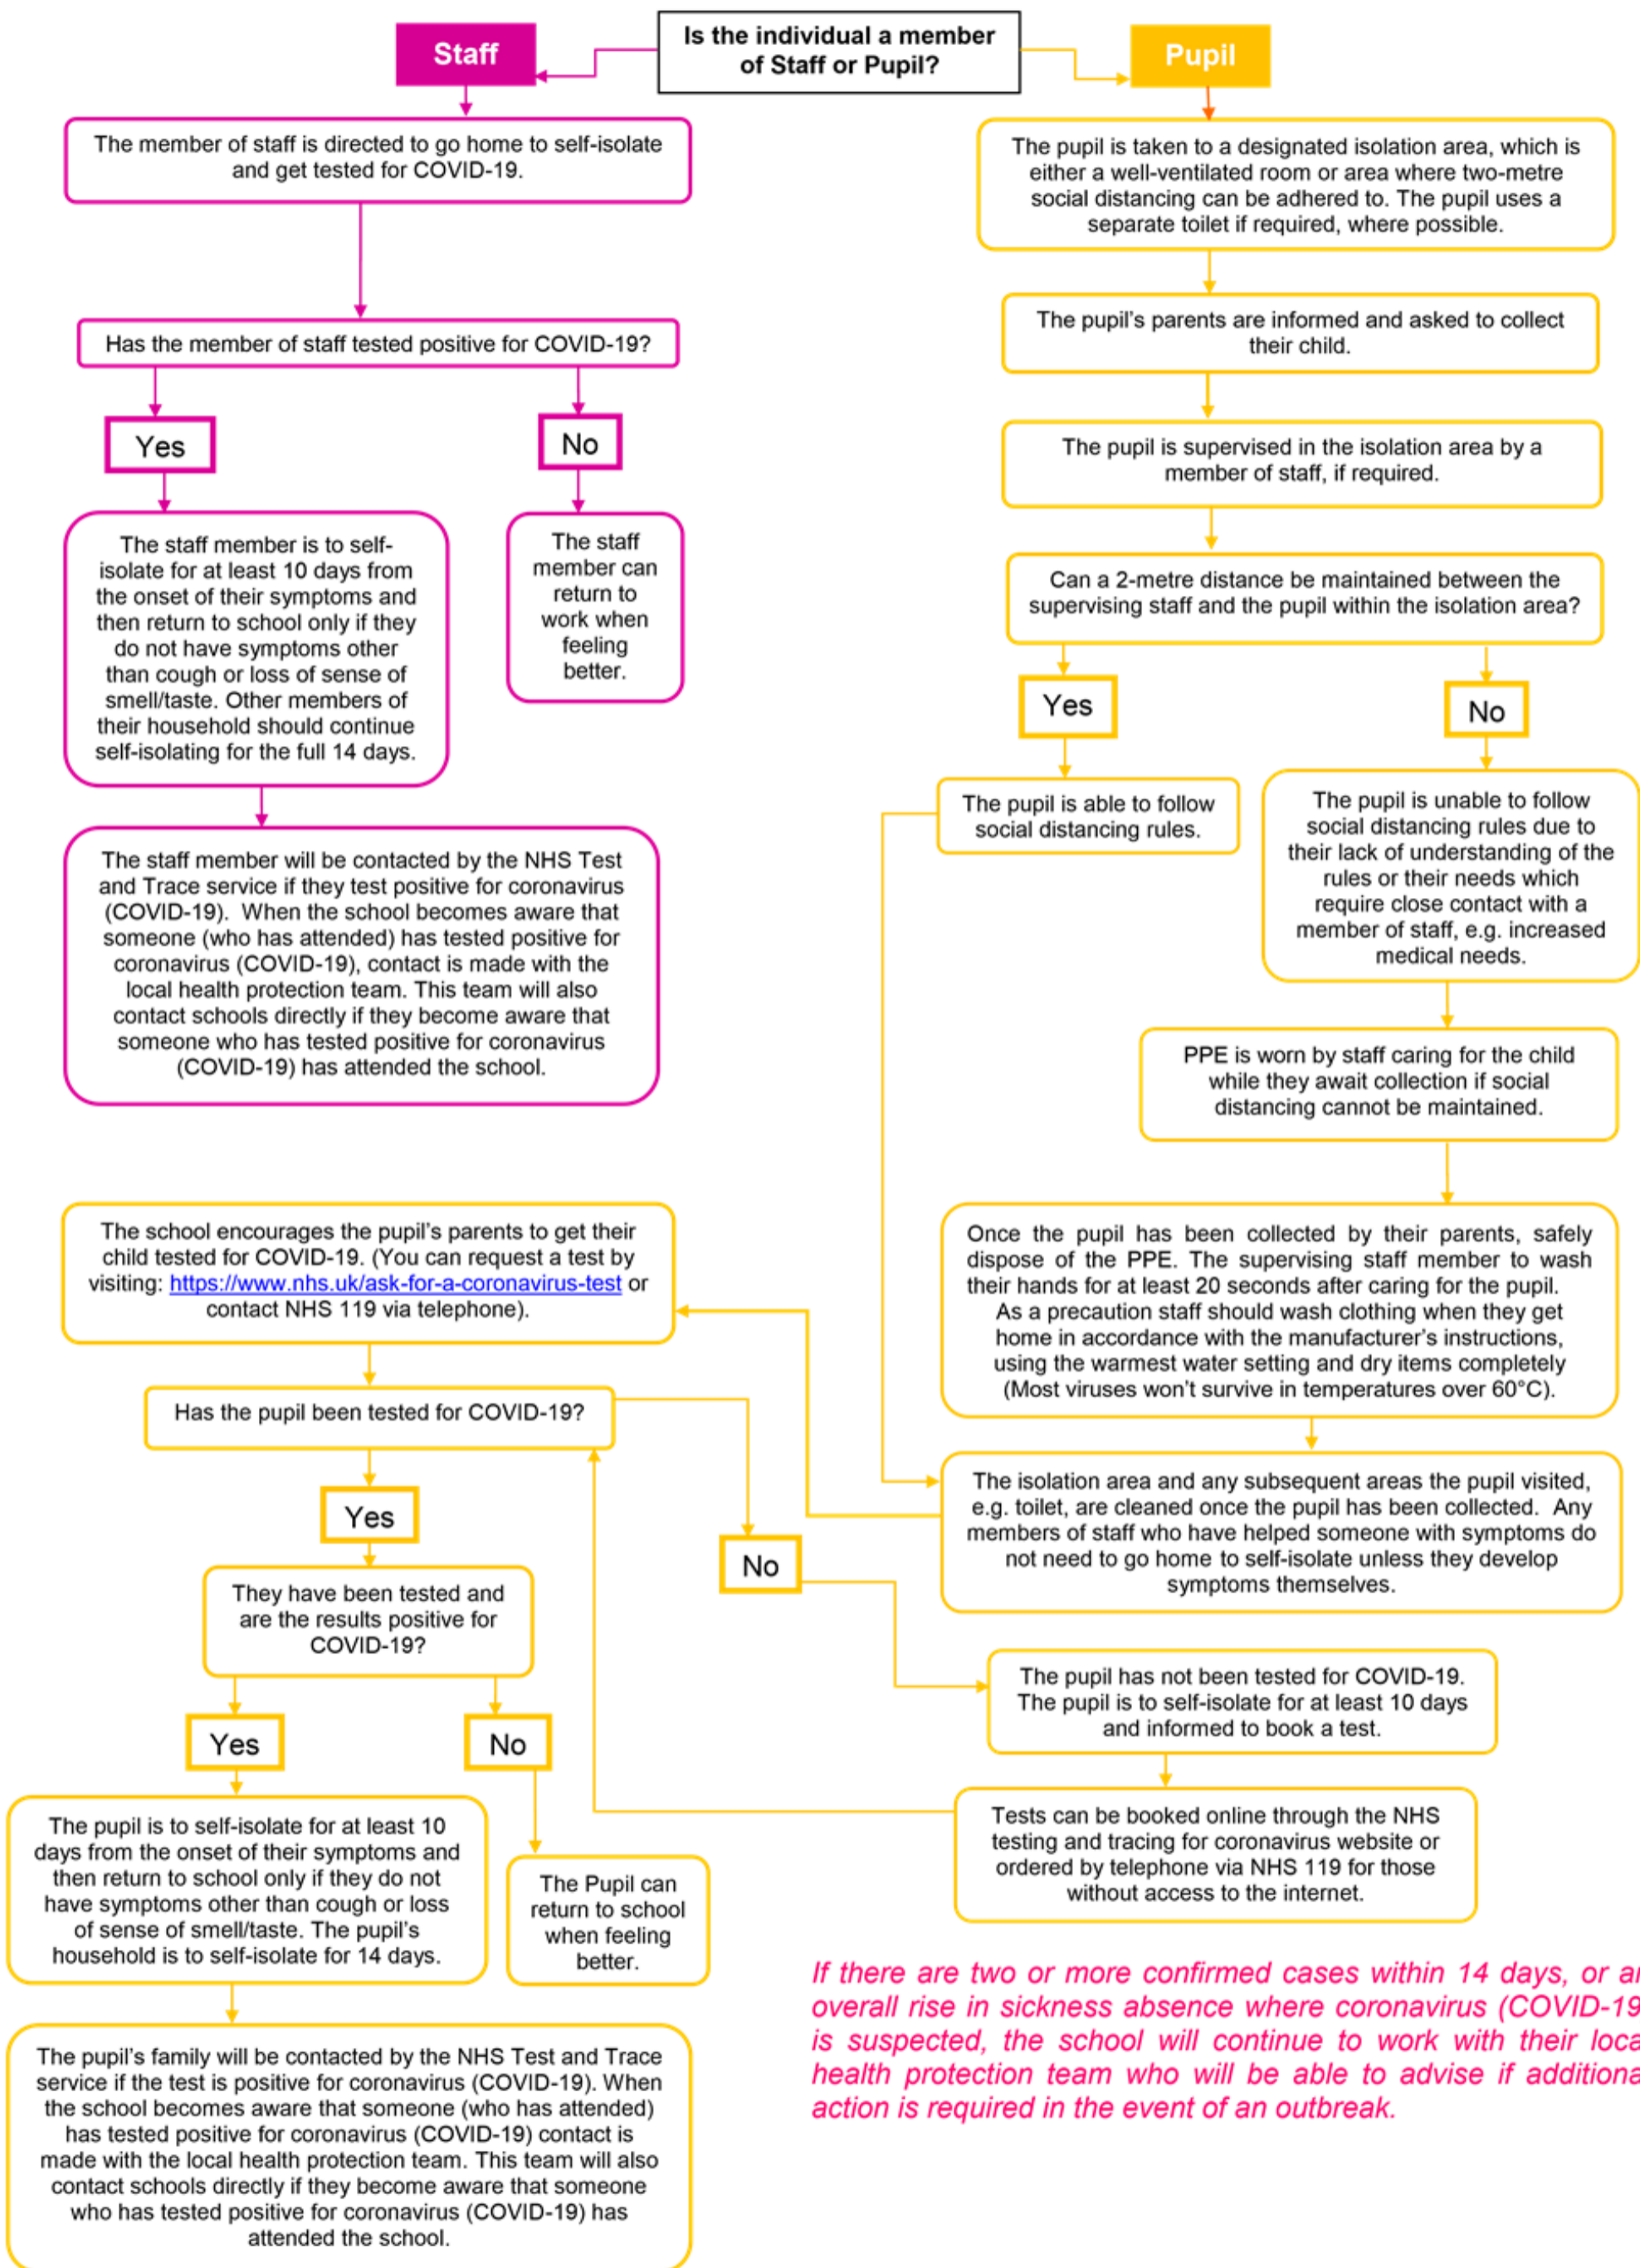 Is the individual a member
of Staff or Pupil?
Staff
Pupil
The member of staff is directed to go home to self-isolate
and get tested for COVID-19.
Has the member of staff tested positive for COVID-19?
Yes
No
The staff member is to self-
isolate for at least 10 days from
the onset of their symptoms and
then return to school only if they
do not have symptoms other
than cough or loss of sense of
smell/taste. Other members of
their household should continue
self-isolating for the full 14 days.
The staff
member can
return to
work when
feeling
better.
The staff member will be contacted by the NHS Test
and Trace service if they test positive for coronavirus
(COVID-19). When the school becomes aware that
someone (who has attended) has tested positive for
coronavirus (COVID-19), contact is made with the
local health protection team. This team will also
contact schools directly if they become aware that
someone who has tested positive for coronavirus
(COVID-19) has attended the school.
The pupil is taken to a designated isolation area, which is
either a well-ventilated room or area where two-metre
social distancing can be adhered to. The pupil uses a
separate toilet if required, where possible.
The pupil's parents are informed and asked to collect
their child.
The pupil is supervised in the isolation area by a
member of staff, if required.
Can a 2-metre distance be maintained between the
supervising staff and the pupil within the isolation area?
Yes
No
The pupil is able to follow
social distancing rules.
The pupil is unable to follow
social distancing rules due to
their lack of understanding of the
rules or their needs which
require close contact with a
member of staff, e.g. increased
medical needs.
PPE is worn by staff caring for the child
while they await collection if social
distancing cannot be maintained.
Once the pupil has been collected by their parents, safely
dispose of the PPE. The supervising staff member to wash
their hands for at least 20 seconds after caring for the pupil.
As a precaution staff should wash clothing when they get
home in accordance with the manufacturer's instructions,
using the warmest water setting and dry items completely
(Most viruses won't survive in temperatures over 60°C).
The isolation area and any subsequent areas the pupil visited,
e.g. toilet, are cleaned once the pupil has been collected. Any
members of staff who have helped someone with symptoms do
not need to go home to self-isolate unless they develop
symptoms themselves.
The school encourages the pupil's parents to get their
child tested for COVID-19. (You can request a test by
visiting: https://www.nhs.uk/ask-for-a-coronavirus-test or
contact NHS 119 via telephone).
Has the pupil been tested for COVID-19?
Yes
No
They have been tested and
are the results positive for
COVID-19?
Yes
No
The pupil is to self-isolate for at least 10
days from the onset of their symptoms and
then return to school only if they do not
have symptoms other than cough or loss
of sense of smell/taste. The pupil's
household is to self-isolate for 14 days.
The Pupil can
return to school
when feeling
better.
The pupil's family will be contacted by the NHS Test and Trace
service if the test is positive for coronavirus (COVID-19). When
the school becomes aware that someone (who has attended)
has tested positive for coronavirus (COVID-19) contact is
made with the local health protection team. This team will also
contact schools directly if they become aware that someone
who has tested positive for coronavirus (COVID-19) has
attended the school.
The pupil has not been tested for COVID-19.
The pupil is to self-isolate for at least 10 days
and informed to book a test.
Tests can be booked online through the NHS
testing and tracing for coronavirus website or
ordered by telephone via NHS 119 for those
without access to the internet.
If there are two or more confirmed cases within 14 days, or an
overall rise in sickness absence where coronavirus (COVID-19
is suspected, the school will continue to work with their loca
health protection team who will be able to advise if additiona
action is required in the event of an outbreak.